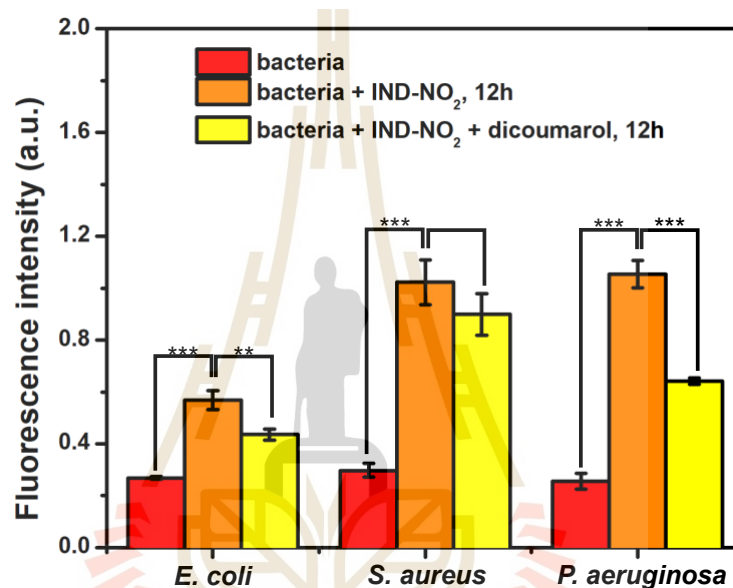 Fluorescence intensity (a.u.)
2.0
1.6
1.2
0.8
0.4
0.0
bacteria
bacteria + IND-NO₂, 12h
bacteria + IND-NO₂ + dicoumarol, 12h
*** **
***
*** ***
E. coli S. aureus P. aeruginosa